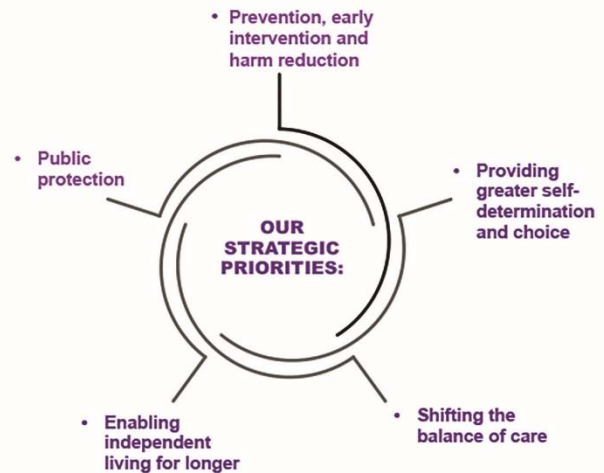 • Prevention, early
intervention and
harm reduction
• Public
protection
• Providing
greater self-
determination
and choice
OUR
STRATEGIC
PRIORITIES:
• Enabling
independent
living for longer
• Shifting the
balance of care